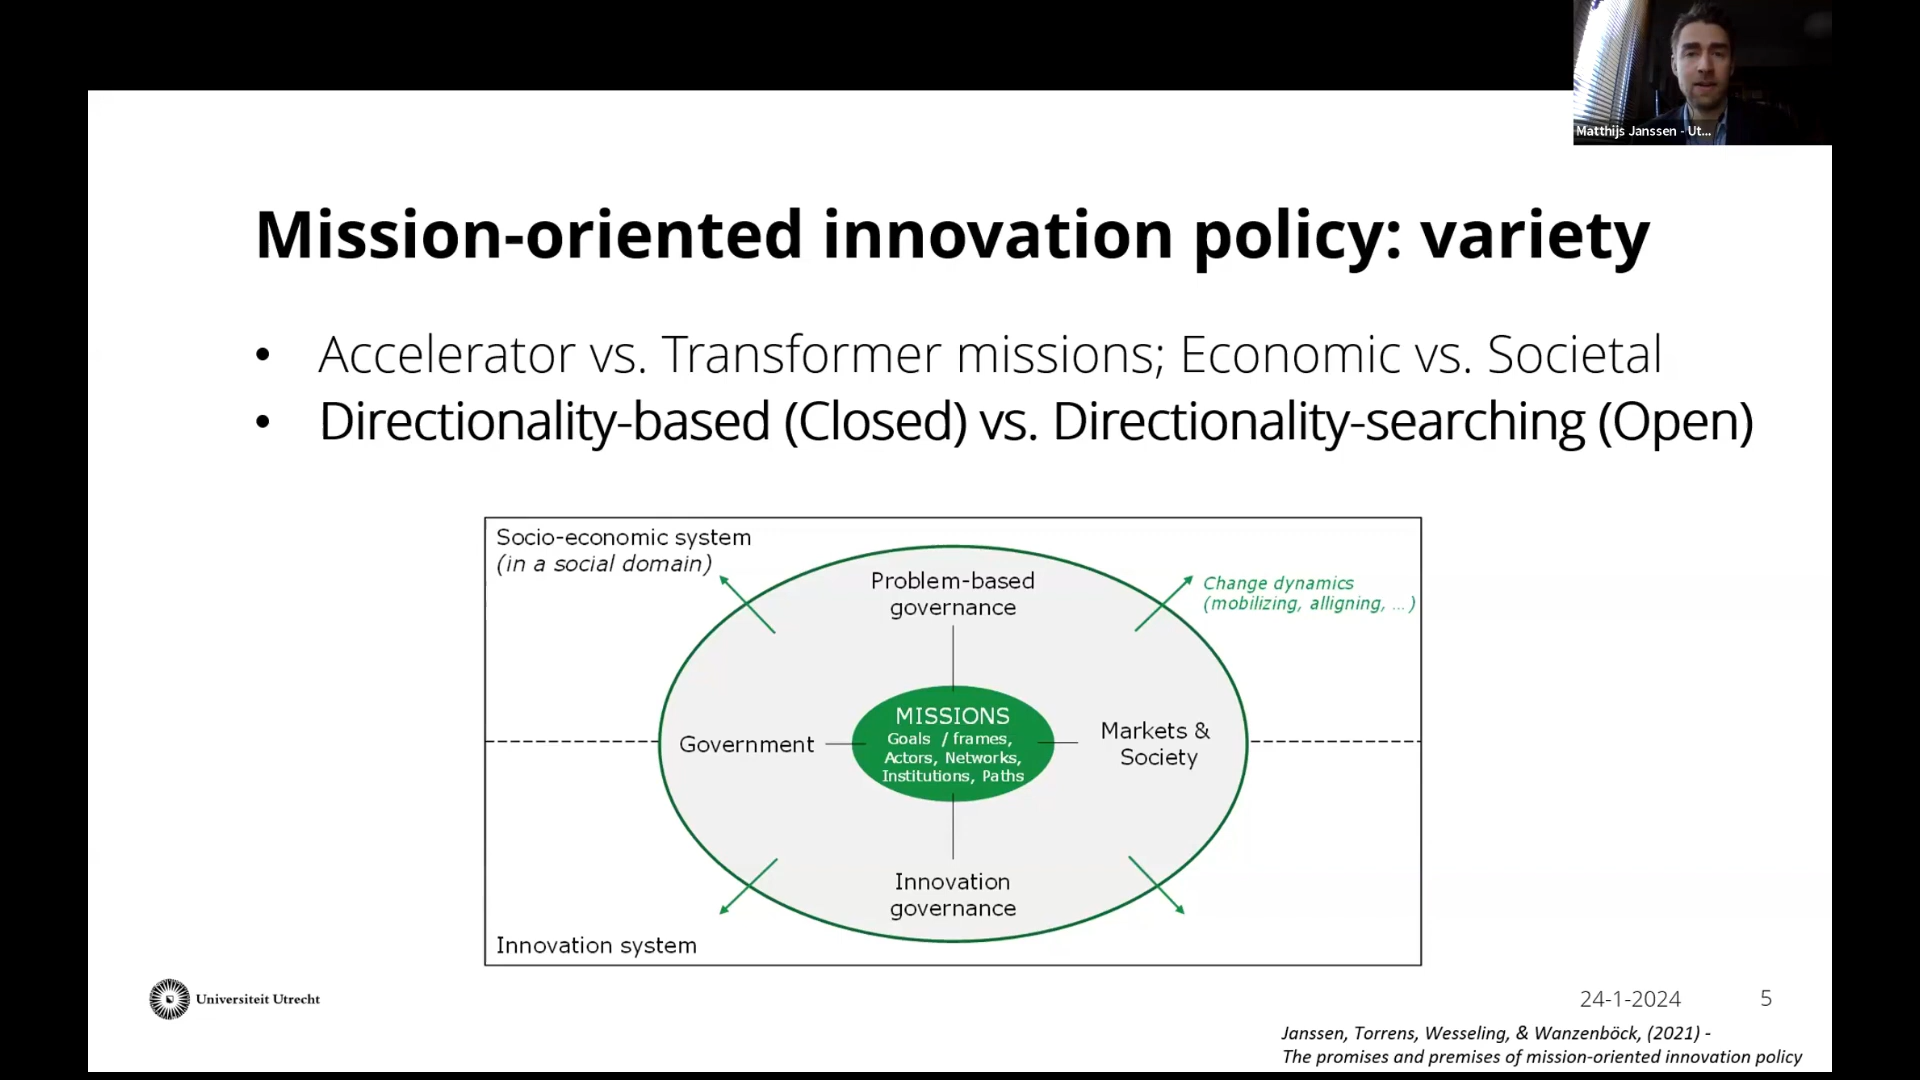 Matthijs Janssen - Ut...
Mission-oriented innovation policy: variety
• Accelerator vs. Transformer missions; Economic vs. Societal
• Directionality-based (Closed) vs. Directionality-searching (Open)
Socio-economic system
(in a social domain)
Problem-based
governance
Change dynamics
(mobilizing, alligning, ...)
Government
MISSIONS
Goals / frames,
Actors, Networks,
Institutions, Paths
Markets &
Society
Innovation
governance
Innovation system
Universiteit Utrecht
24-1-2024
5
Janssen, Torrens, Wesseling, & Wanzenböck, (2021) -
The promises and premises of mission-oriented innovation policy